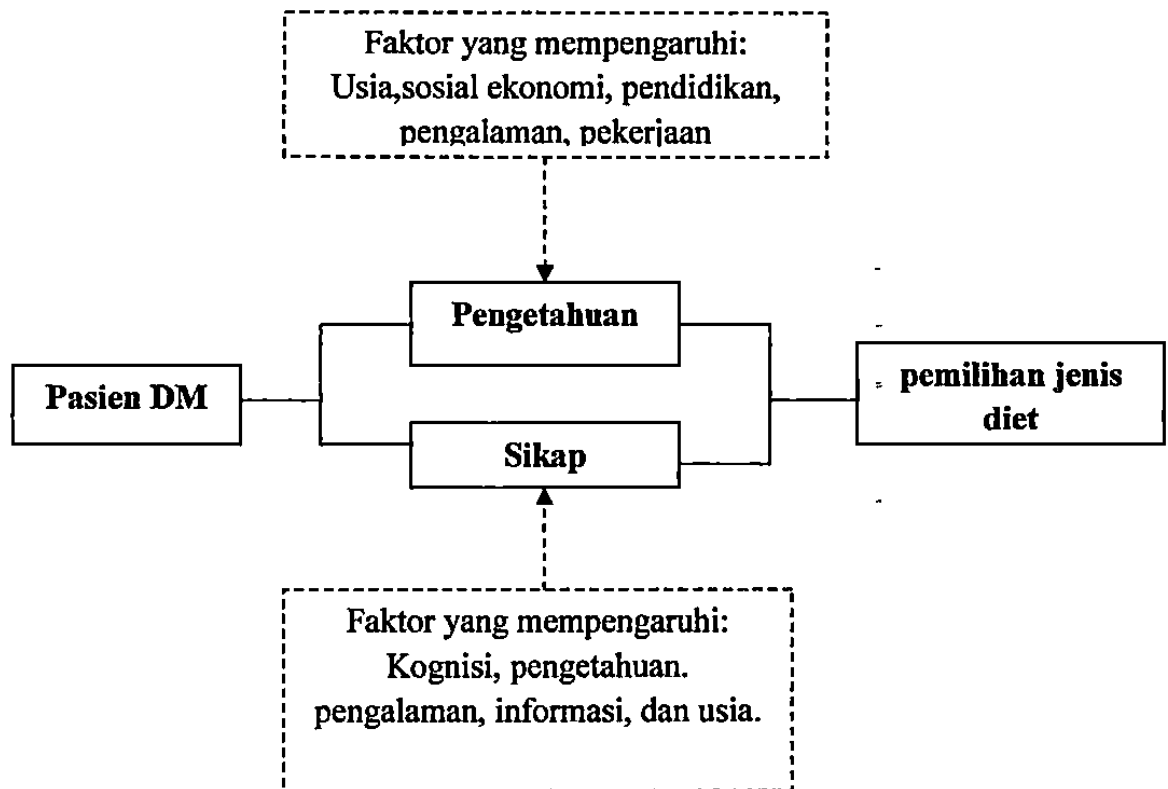 Faktor yang mempengaruhi:
Usia,sosial ekonomi, pendidikan,
pengalaman, pekerjaan
Pengetahuan
Pasien DM
pemilihan jenis
diet
Sikap
Faktor yang mempengaruhi:
Kognisi, pengetahuan.
pengalaman, informasi, dan usia.